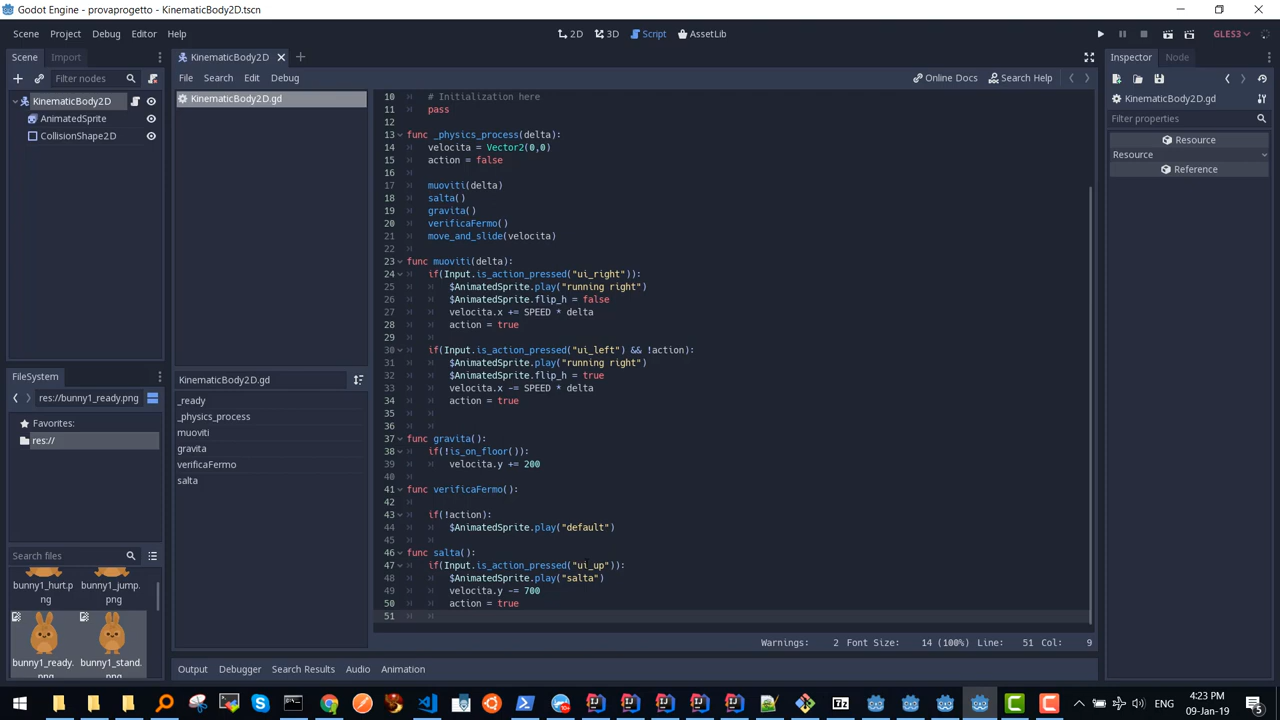 Godot Engine - provaprogetto - KinematicBody2D.tscn
Scene Project Debug Editor Help
2D 3D Script AssetLib
GLES3
Scene Import
Filter nodes
KinematicBody2D
AnimatedSprite
CollisionShape2D
FileSystem
res://bunny1_ready.png
Favorites:
res://
Search files
bunny1_hurt.p
ng
bunny1_jump.
png
bunny1_ready.
png
bunny1_stand.
png
KinematicBody2D
File Search Edit Debug
Online Docs Search Help
KinematicBody2D.gd
KinematicBody2D.gd
_ready
_physics_process
muoviti
gravita
verificaFermo
salta
10 # Initialization here
11 pass
12
13 func _physics_process(delta):
14 velocita = Vector2(0,0)
15 action = false
16
17 muoviti(delta)
18 salta()
19 gravita()
20 verificaFermo()
21 move_and_slide(velocita)
22
23 func muoviti(delta):
24 if(Input.is_action_pressed("ui_right")):
25 $AnimatedSprite.play("running right")
26 $AnimatedSprite.flip_h = false
27 velocita.x += SPEED * delta
28 action = true
29
30 if(Input.is_action_pressed("ui_left") && !action):
31 $AnimatedSprite.play("running right")
32 $AnimatedSprite.flip_h = true
33 velocita.x -= SPEED * delta
34 action = true
35
36
37 func gravita():
38 if(!is_on_floor()):
39 velocita.y += 200
40
41 func verificaFermo():
42
43 if(!action):
44 $AnimatedSprite.play("default")
45
46 func salta():
47 if(Input.is_action_pressed("ui_up")):
48 $AnimatedSprite.play("salta")
49 velocita.y -= 700
50 action = true
51
Warnings: 2 Font Size: 14 (100%) Line: 51 Col: 9
Output Debugger Search Results Audio Animation
Inspector Node
KinematicBody2D.gd
Filter properties
Resource
Resource
Reference
ENG
4:23 PM
09-Jan-19
5